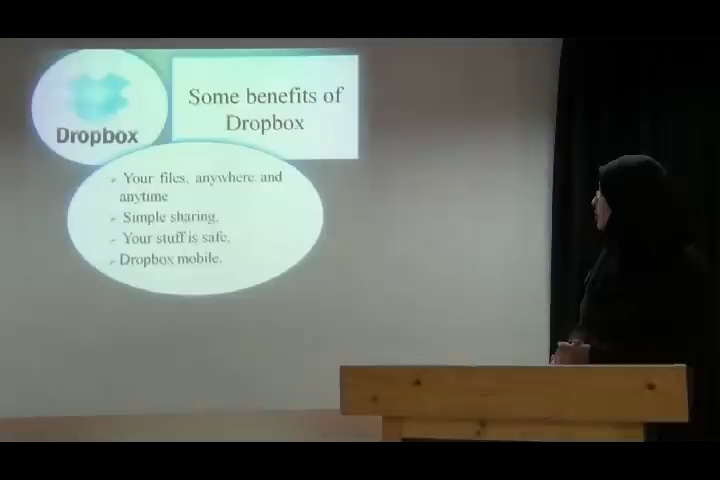 Dropbox
Some benefits of
Dropbox
Your files, anywhere and
anytime
Simple sharing.
Your stuff is safe.
Dropbox mobile.